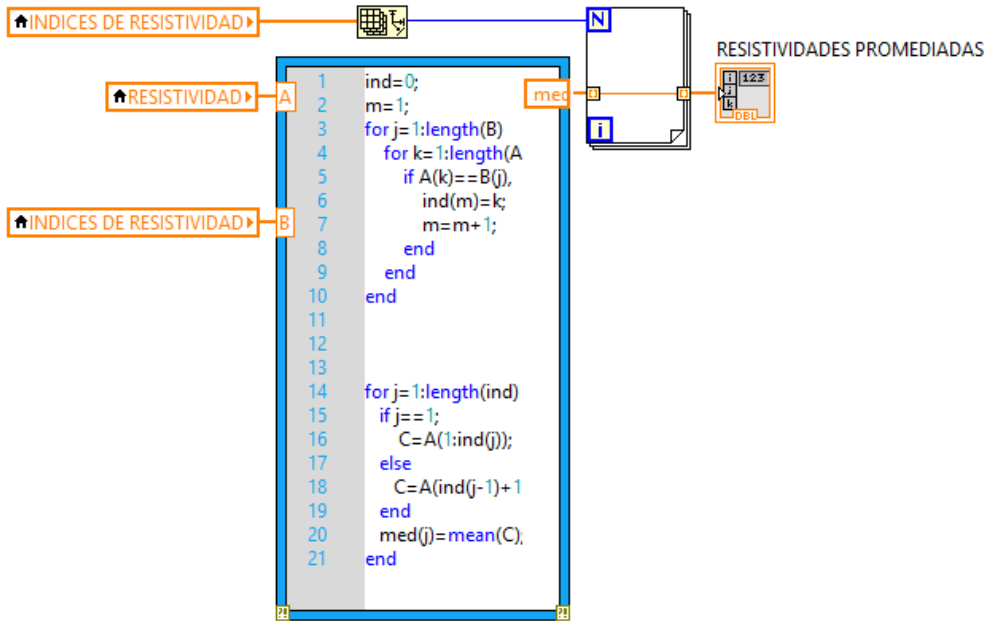 INDICES DE RESISTIVIDAD
N
RESISTIVIDADES PROMEDIADAS
RESISTIVIDAD
A
med
i 123
j
k
DBL
i
INDICES DE RESISTIVIDAD
B
1 ind=0;
2 m=1;
3 for j=1:length(B)
4 for k=1:length(A
5 if A(k)==B(j),
6 ind(m)=k;
7 m=m+1;
8 end
9 end
10 end
11
12
13
14 for j=1:length(ind)
15 if j==1;
16 C=A(1:ind(j));
17 else
18 C=A(ind(j-1)+1
19 end
20 med(j)=mean(C);
21 end